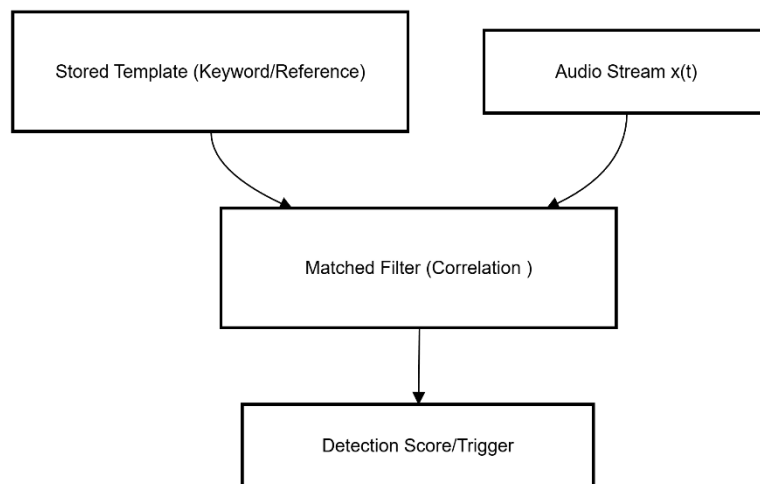 Stored Template (Keyword/Reference)
Audio Stream x(t)
Matched Filter (Correlation )
Detection Score/Trigger